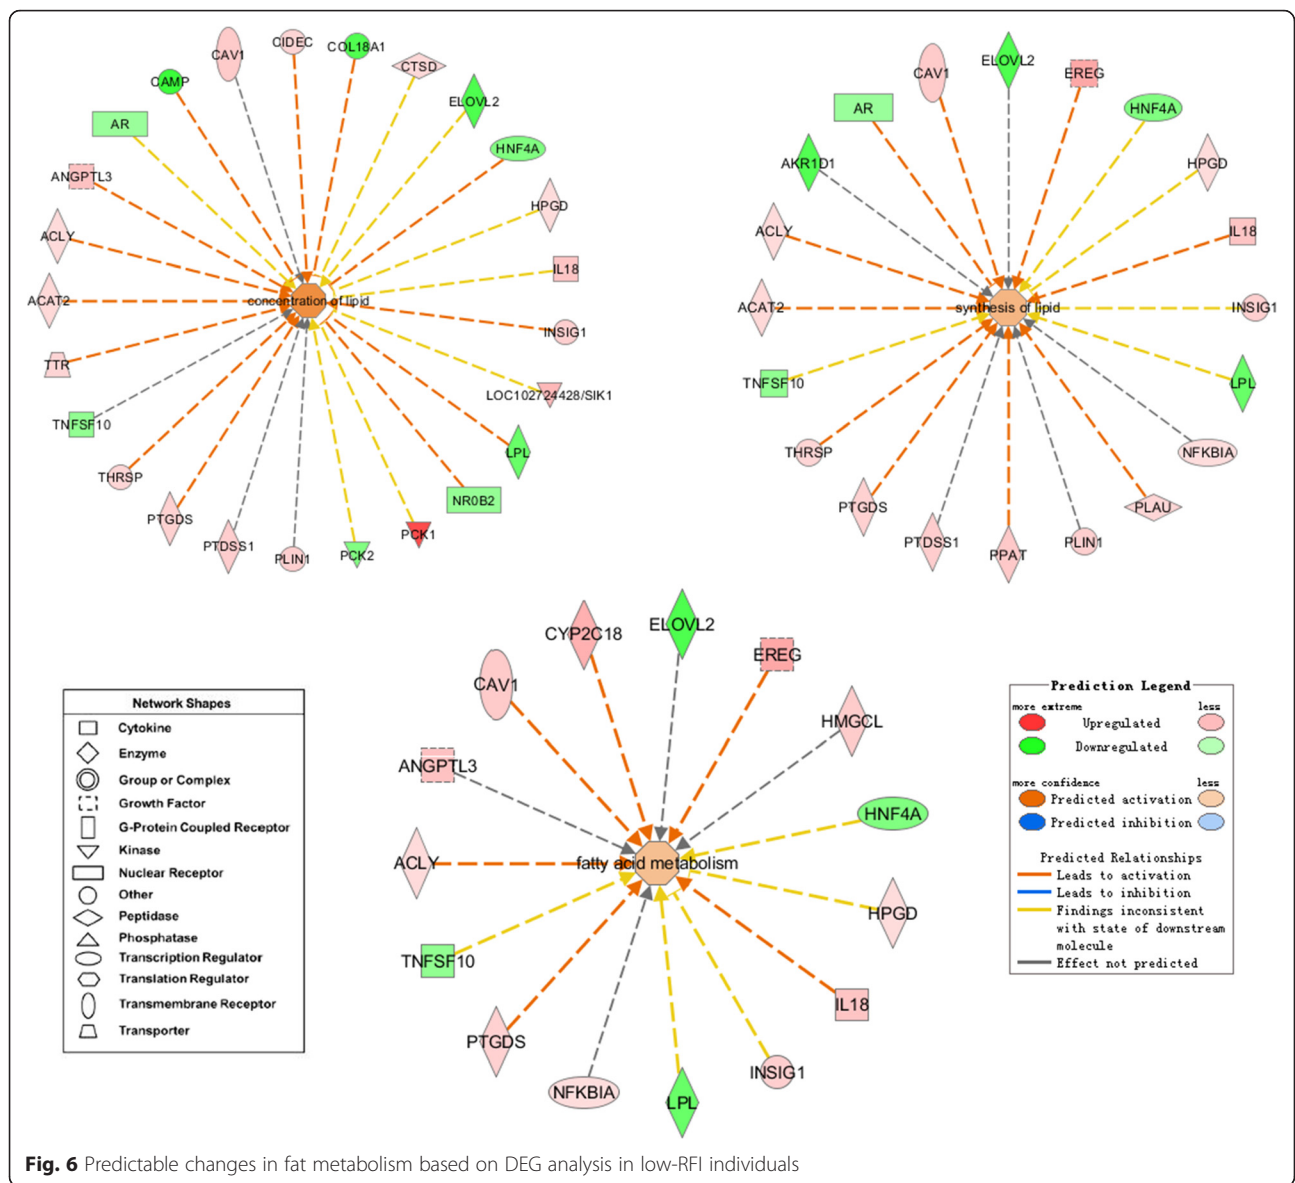 CAV1
CIDEC
COL18A1
CTSD
CAMP
ELOVL2
AR
HNF4A
ANGPTL3
HPGD
ACLY
IL18
ACAT2
concentration of lipid
INSIG1
TTR
LOC102724428/SIK1
TNFSF10
LPL
THRSP
NR0B2
PTGDS
PCK1
PTDSS1
PLIN1
PCK2
ELOVL2
CAV1
EREG
AR
HNF4A
AKR1D1
HPGD
ACLY
IL18
ACAT2
synthesis of lipid
INSIG1
TNFSF10
LPL
THRSP
NFKBIA
PTGDS
PLAU
PTDSS1
PPAT
PLIN1
CYP2C18
ELOVL2
EREG
CAV1
HMGCL
ANGPTL3
HNF4A
ACLY
fatty acid metabolism
HPGD
TNFSF10
IL18
PTGDS
INSIG1
NFKBIA
LPL
Network Shapes
Cytokine
Enzyme
Group or Complex
Growth Factor
G-Protein Coupled Receptor
Kinase
Nuclear Receptor
Other
Peptidase
Phosphatase
Transcription Regulator
Translation Regulator
Transmembrane Receptor
Transporter
Prediction Legend
more extreme less
Upregulated
Downregulated
more confidence less
Predicted activation
Predicted inhibition
Predicted Relationships
Leads to activation
Leads to inhibition
Findings inconsistent
with state of downstream
molecule
Effect not predicted
Fig. 6 Predictable changes in fat metabolism based on DEG analysis in low-RFI individuals